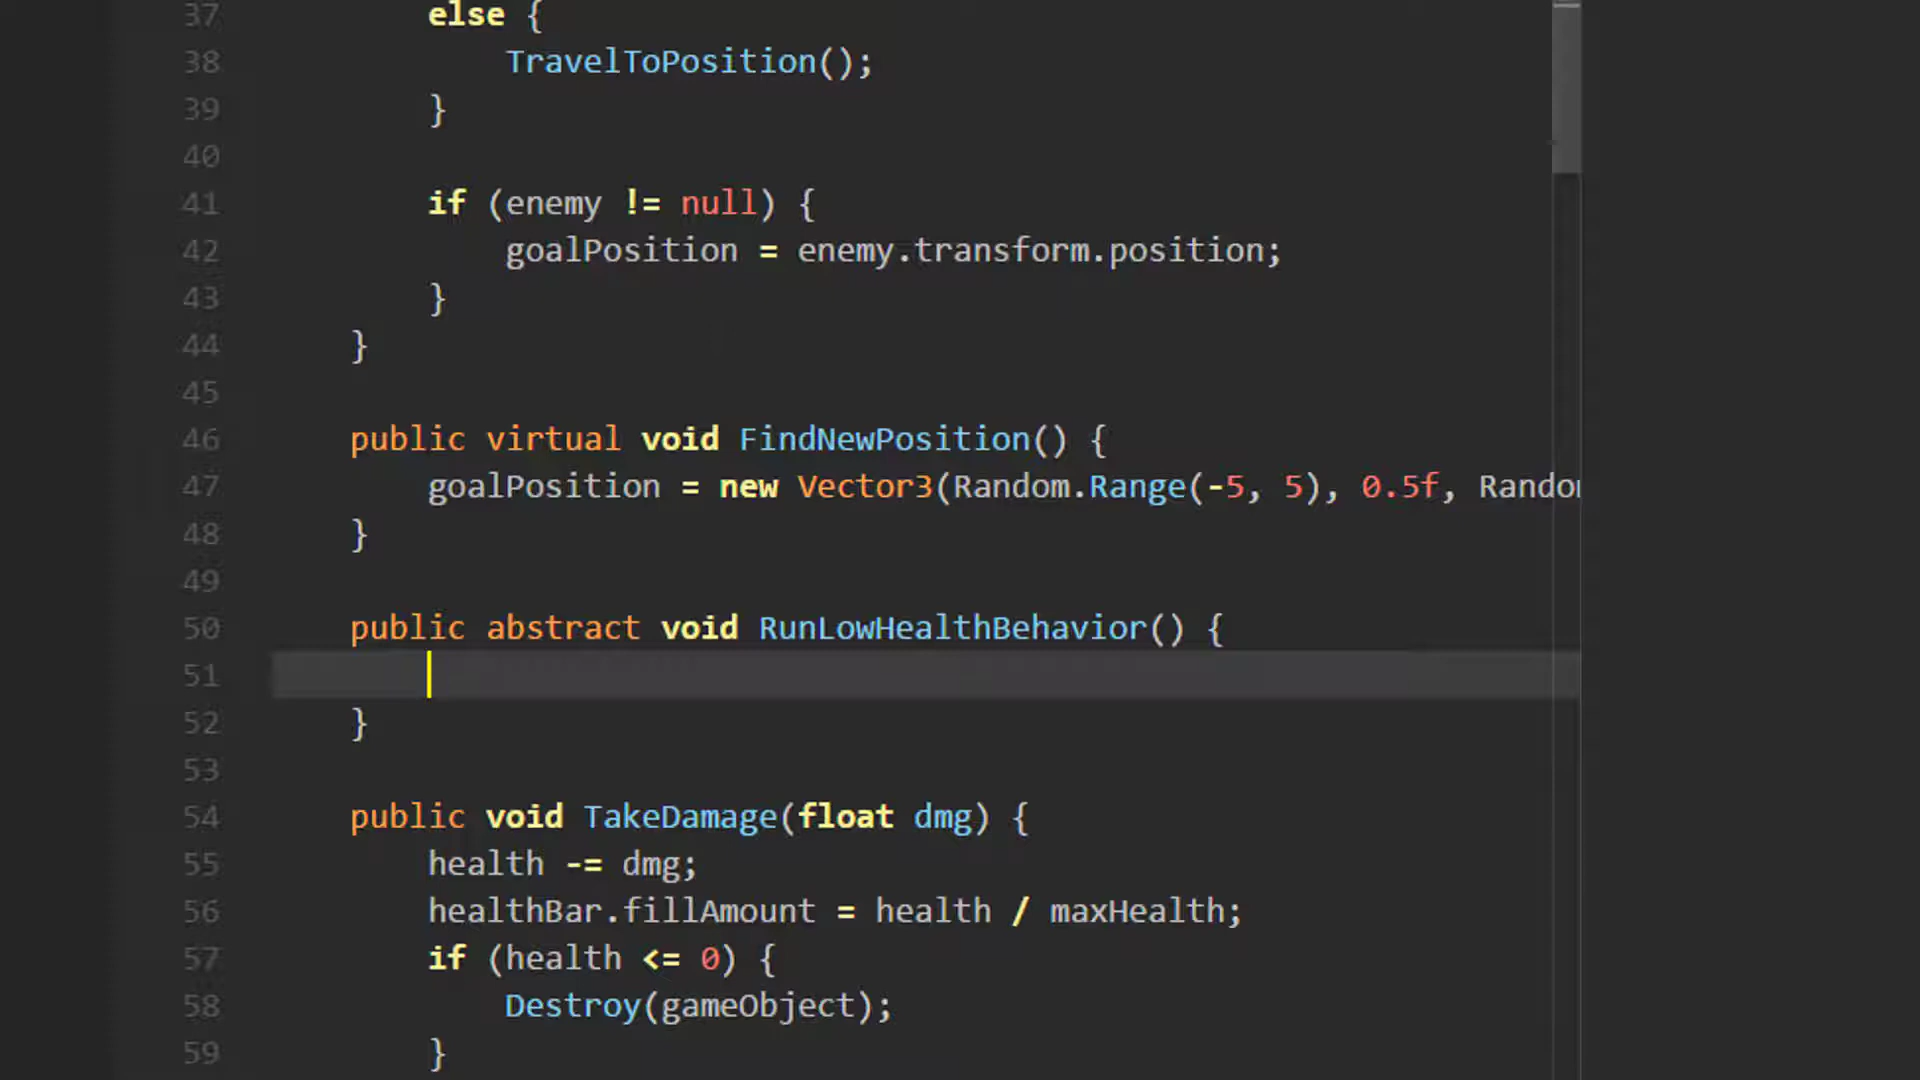 37 else {
38 TravelToPosition();
39 }
40
41 if (enemy != null) {
42 goalPosition = enemy.transform.position;
43 }
44 }
45
46 public virtual void FindNewPosition() {
47 goalPosition = new Vector3(Random.Range(-5, 5), 0.5f,
48 }
49
50 public abstract void RunLowHealthBehavior() {
51
52 }
53
54 public void TakeDamage(float dmg) {
55 health -= dmg;
56 healthBar.fillAmount = health / maxHealth;
57 if (health <= 0) {
58 Destroy(gameObject);
59 }